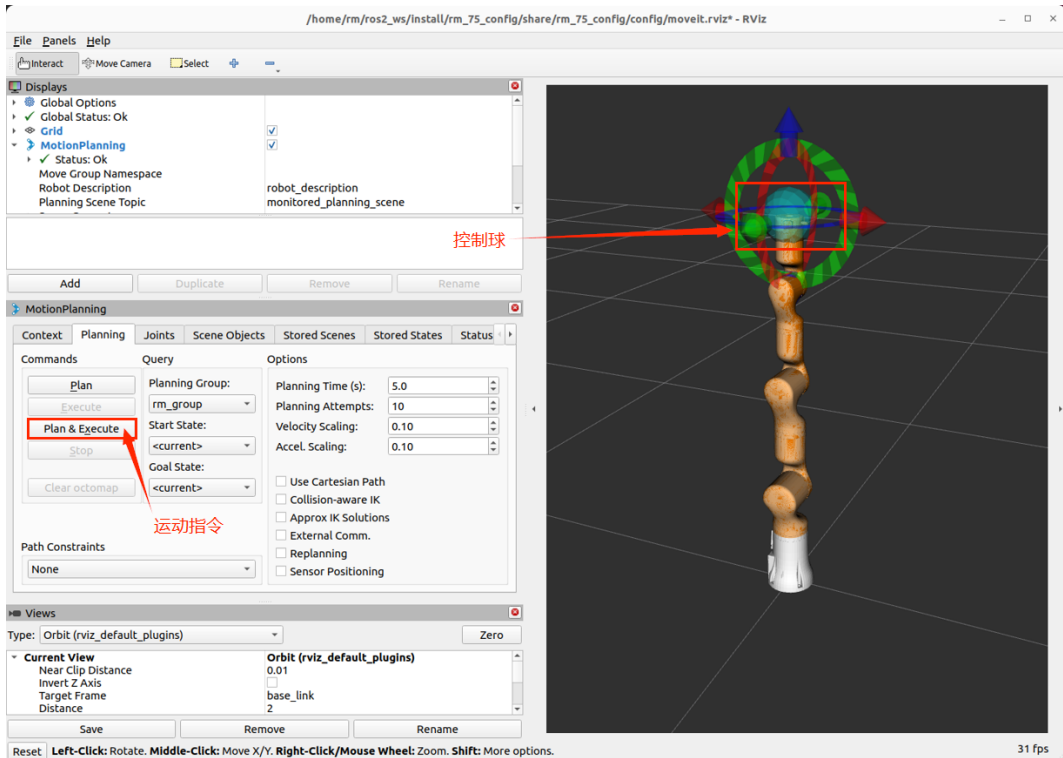 /home/rm/ros2_ws/install/rm_75_config/share/rm_75_config/config/moveit.rviz* - RViz
File Panels Help
Interact Move Camera Select
Displays
Global Options
Global Status: Ok
Grid
MotionPlanning
Status: Ok
Move Group Namespace
Robot Description robot_description
Planning Scene Topic monitored_planning_scene
控制球
Add Duplicate Remove Rename
MotionPlanning
Context Planning Joints Scene Objects Stored Scenes Stored States Status
Commands Query Options
Plan Planning Group: Planning Time (s): 5.0
Execute rm_group Planning Attempts: 10
Plan & Execute Start State: Velocity Scaling: 0.10
Stop <current> Accel. Scaling: 0.10
Goal State:
Clear octomap <current> Use Cartesian Path
Collision-aware IK
Approx IK Solutions
运动指令 External Comm.
Path Constraints Replanning
None Sensor Positioning
Views
Type: Orbit (rviz_default_plugins) Zero
Current View Orbit (rviz_default_plugins)
Near Clip Distance 0.01
Invert Z Axis
Target Frame base_link
Distance 2
Save Remove Rename
Reset Left-Click: Rotate. Middle-Click: Move X/Y. Right-Click/Mouse Wheel: Zoom. Shift: More options. 31 fps